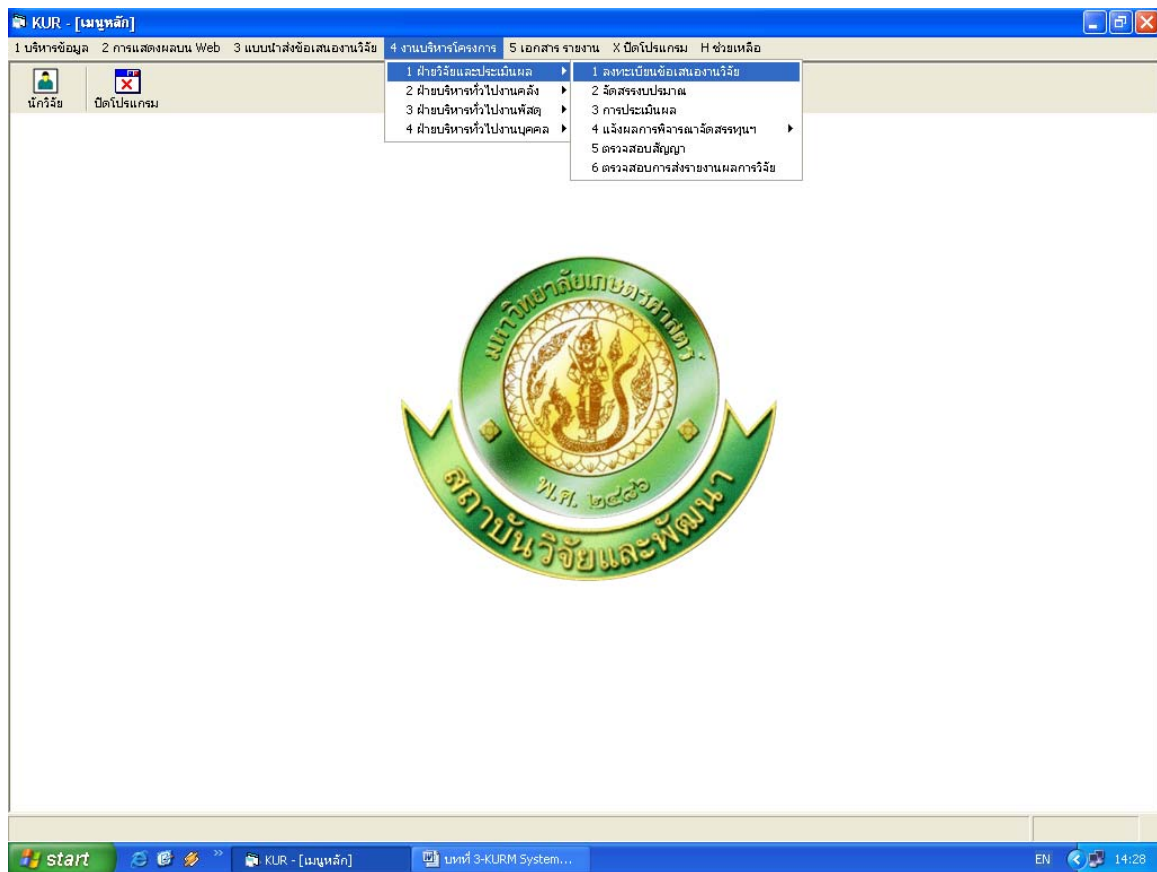 KUR - [เมนูหลัก]
1 บริหารข้อมูล 2 การแสดงผลบน Web 3 แบบนำส่งข้อเสนองานวิจัย 4 งานบริหารโครงการ 5 เอกสาร รายงาน X ปิดโปรแกรม H ช่วยเหลือ
นักวิจัย ปิดโปรแกรม
1 ฝ่ายวิจัยและประเมินผล
2 ฝ่ายบริหารทั่วไปงานคลัง
3 ฝ่ายบริหารทั่วไปงานพัสดุ
4 ฝ่ายบริหารทั่วไปงานบุคคล
1 ลงทะเบียนข้อเสนองานวิจัย
2 จัดสรรงบประมาณ
3 การประเมินผล
4 แจ้งผลการพิจารณาจัดสรรทุนฯ
5 ตรวจสอบสัญญา
6 ตรวจสอบการส่งรายงานผลการวิจัย
มหาวิทยาลัยเกษตรศาสตร์
พ.ศ. ๒๔๘๖
สถาบันวิจัยและพัฒนา
start KUR - [เมนูหลัก] บทที่ 3-KURM System... EN 14:28